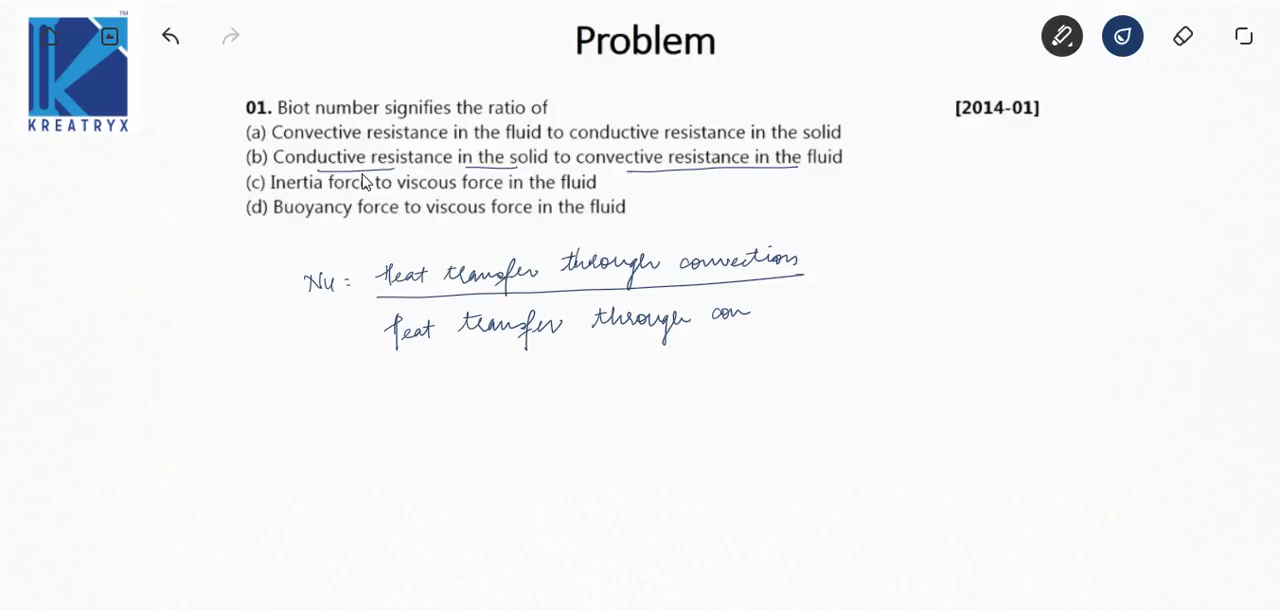 TM
KREATRYX
Problem
01. Biot number signifies the ratio of [2014-01]
(a) Convective resistance in the fluid to conductive resistance in the solid
(b) Conductive resistance in the solid to convective resistance in the fluid
(c) Inertia force to viscous force in the fluid
(d) Buoyancy force to viscous force in the fluid
Nu = Heat transfer through convection
Heat transfer through con